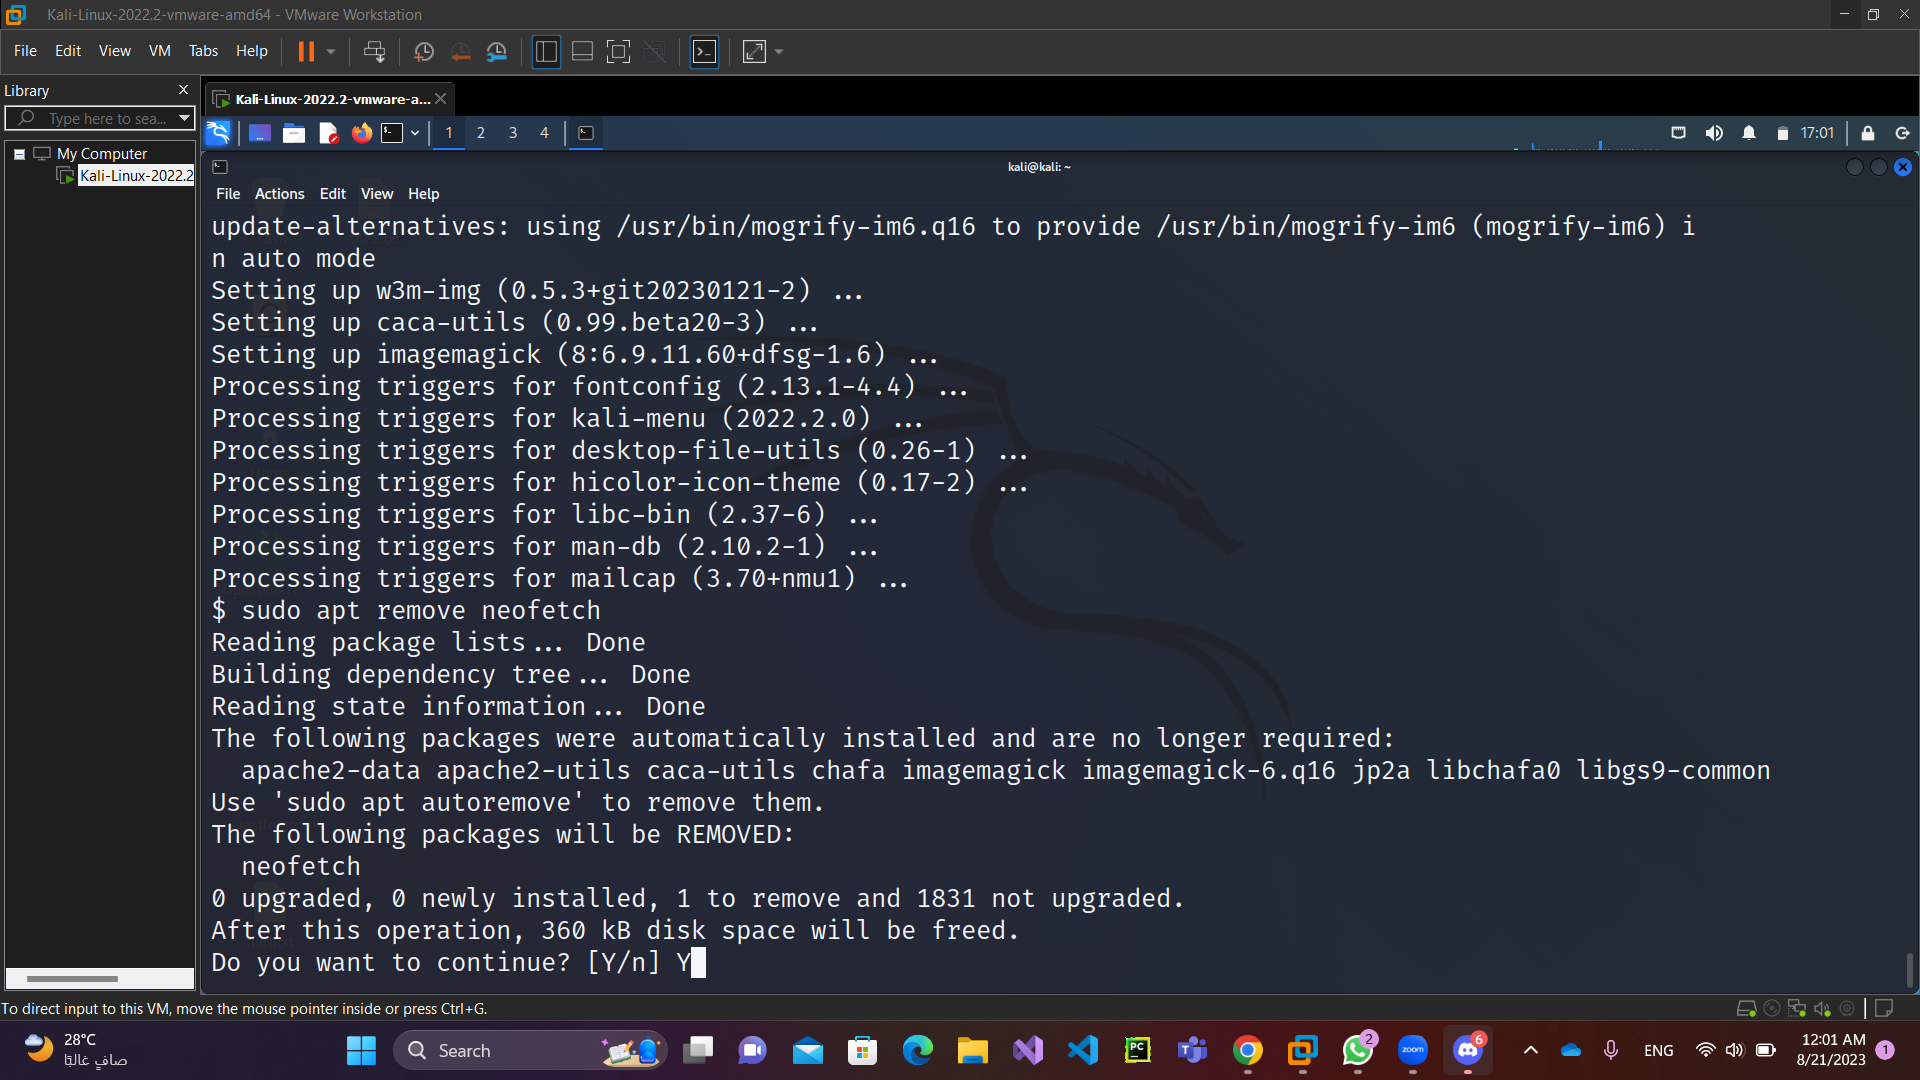 Kali-Linux-2022.2-vmware-amd64 - VMware Workstation
File Edit View VM Tabs Help
Library
Type here to sea...
My Computer
Kali-Linux-2022.2
Kali-Linux-2022.2-vmware-a...
1 2 3 4
17:01
kali@kali: ~
File Actions Edit View Help
update-alternatives: using /usr/bin/mogrify-im6.q16 to provide /usr/bin/mogrify-im6 (mogrify-im6) i
n auto mode
Setting up w3m-img (0.5.3+git20230121-2) ...
Setting up caca-utils (0.99.beta20-3) ...
Setting up imagemagick (8:6.9.11.60+dfsg-1.6) ...
Processing triggers for fontconfig (2.13.1-4.4) ...
Processing triggers for kali-menu (2022.2.0) ...
Processing triggers for desktop-file-utils (0.26-1) ...
Processing triggers for hicolor-icon-theme (0.17-2) ...
Processing triggers for libc-bin (2.37-6) ...
Processing triggers for man-db (2.10.2-1) ...
Processing triggers for mailcap (3.70+nmu1) ...
$ sudo apt remove neofetch
Reading package lists... Done
Building dependency tree... Done
Reading state information... Done
The following packages were automatically installed and are no longer required:
apache2-data apache2-utils caca-utils chafa imagemagick imagemagick-6.q16 jp2a libchafa0 libgs9-common
Use 'sudo apt autoremove' to remove them.
The following packages will be REMOVED:
neofetch
0 upgraded, 0 newly installed, 1 to remove and 1831 not upgraded.
After this operation, 360 kB disk space will be freed.
Do you want to continue? [Y/n] Y
To direct input to this VM, move the mouse pointer inside or press Ctrl+G.
28°C
صافٍ غالبًا
Search
PC
zoom
2
6
ENG
12:01 AM
8/21/2023
1